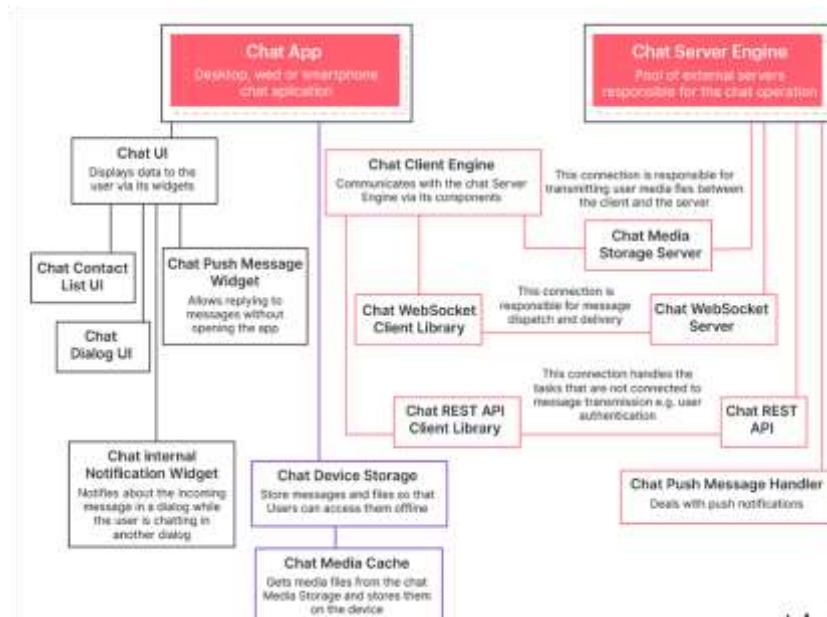 Chat App
Desktop, wed or smartphone
chat aplication
Chat Server Engine
Pool of external servers
responsible for the chat operation
Chat UI
Displays data to the
user via its widgets
Chat Client Engine
Communicates with the chat Server
Engine via its components
This connection is responsible for
transmitting user media fies between
the client and the server
Chat Media
Storage Server
Chat Contact
List UI
Chat Push Message
Widget
Allows replying to
messages without
opening the app
Chat
Dialog UI
Chat WebSocket
Client Library
This connection is
responsible for message
dispatch and delivery
Chat WebSocket
Server
This connection handles the
tasks that are not connected to
message transmission e.g. user
authentication
Chat REST API
Client Library
Chat REST
API
Chat internal
Notification Widget
Notifies about the incoming
message in a dialog while
the user is chatting in
another dialog
Chat Device Storage
Store messages and files so that
Users can access them offline
Chat Push Message Handler
Deals with push notifications
Chat Media Cache
Gets media files from the chat
Media Storage and stores them
on the device